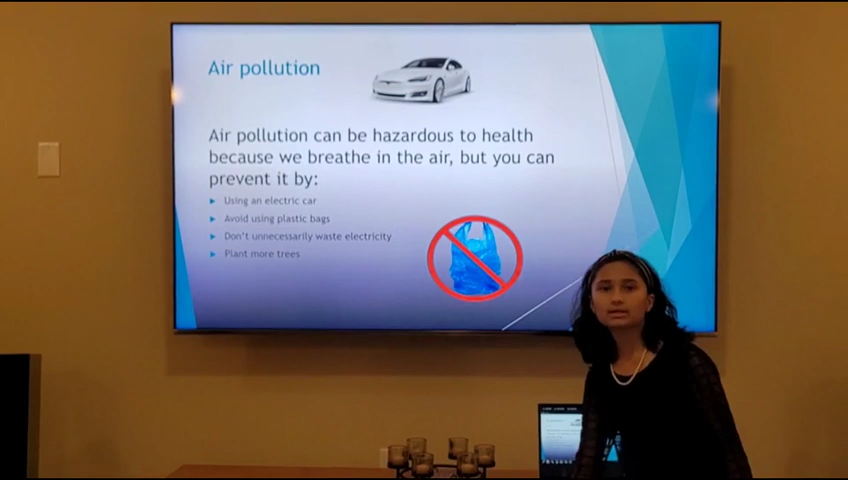 Air pollution
Air pollution can be hazardous to health
because we breathe in the air, but you can
prevent it by:
Using an electric car
Avoid using plastic bags
Don't unnecessarily waste electricity
Plant more trees